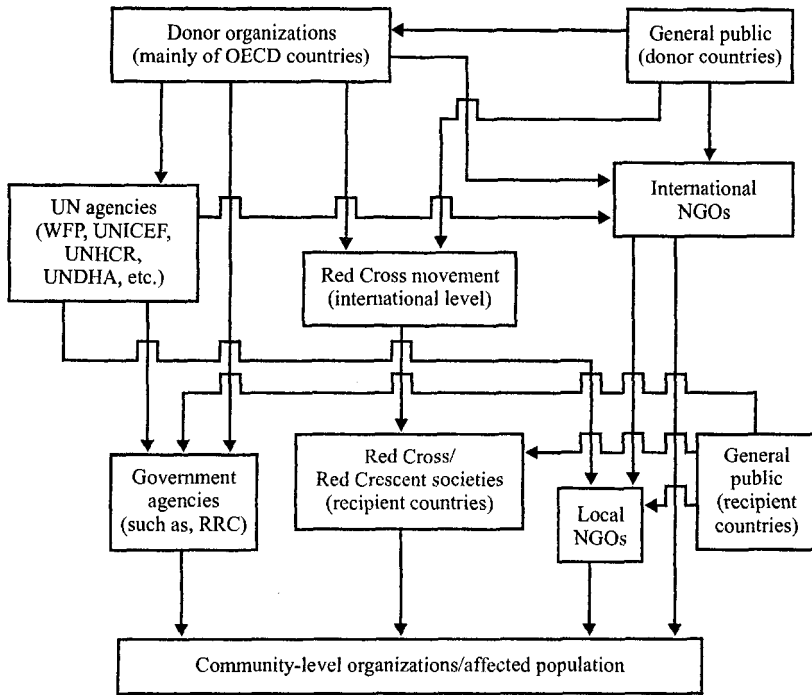 Donor organizations
(mainly of OECD countries)
General public
(donor countries)
UN agencies
(WFP, UNICEF,
UNHCR,
UNDHA, etc.)
International
NGOs
Red Cross movement
(international level)
Government
agencies
(such as, RRC)
Red Cross/
Red Crescent societies
(recipient countries)
Local
NGOs
General
public
(recipient
countries)
Community-level organizations/affected population